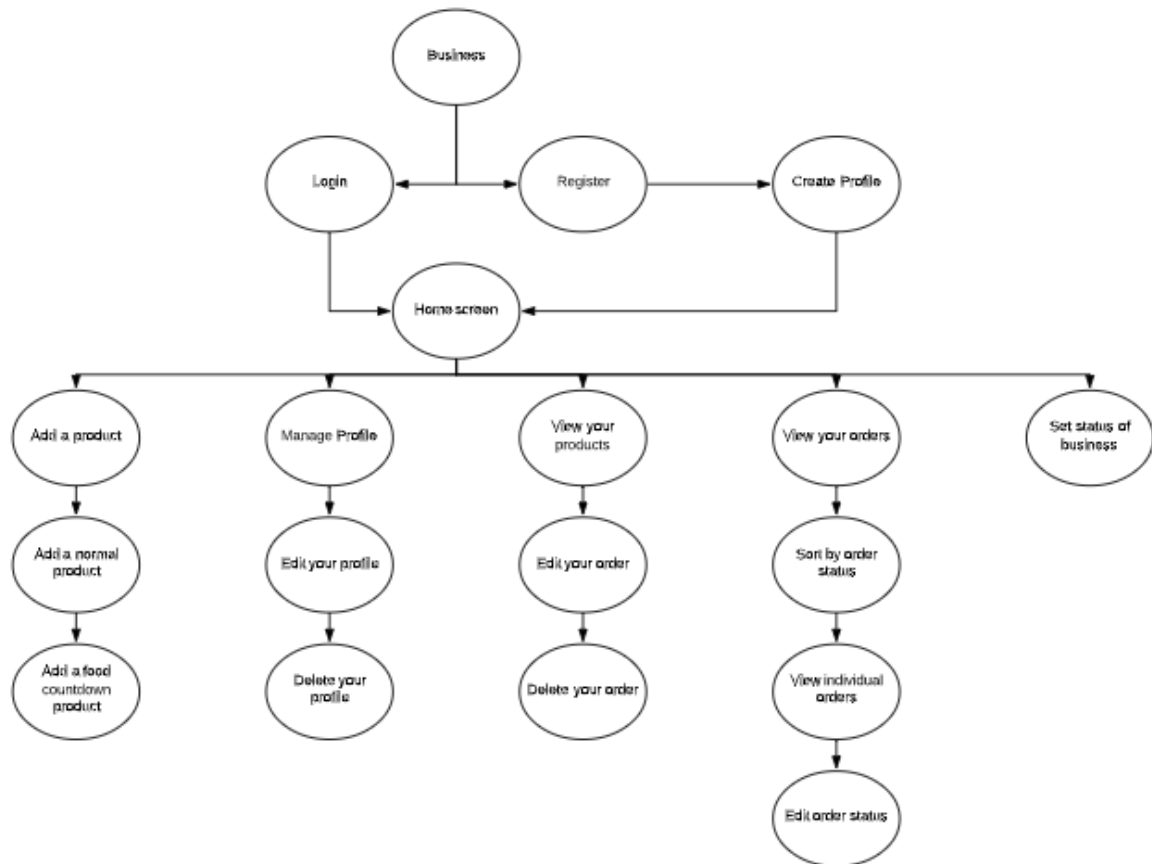 Business
Login
Register
Create Profile
Home screen
Add a product
Manage Profile
View your
products
View your orders
Set status of
business
Add a normal
product
Edit your profile
Edit your order
Sort by order
status
Add a food
countdown
product
Delete your
profile
Delete your order
View individual
orders
Edit order status